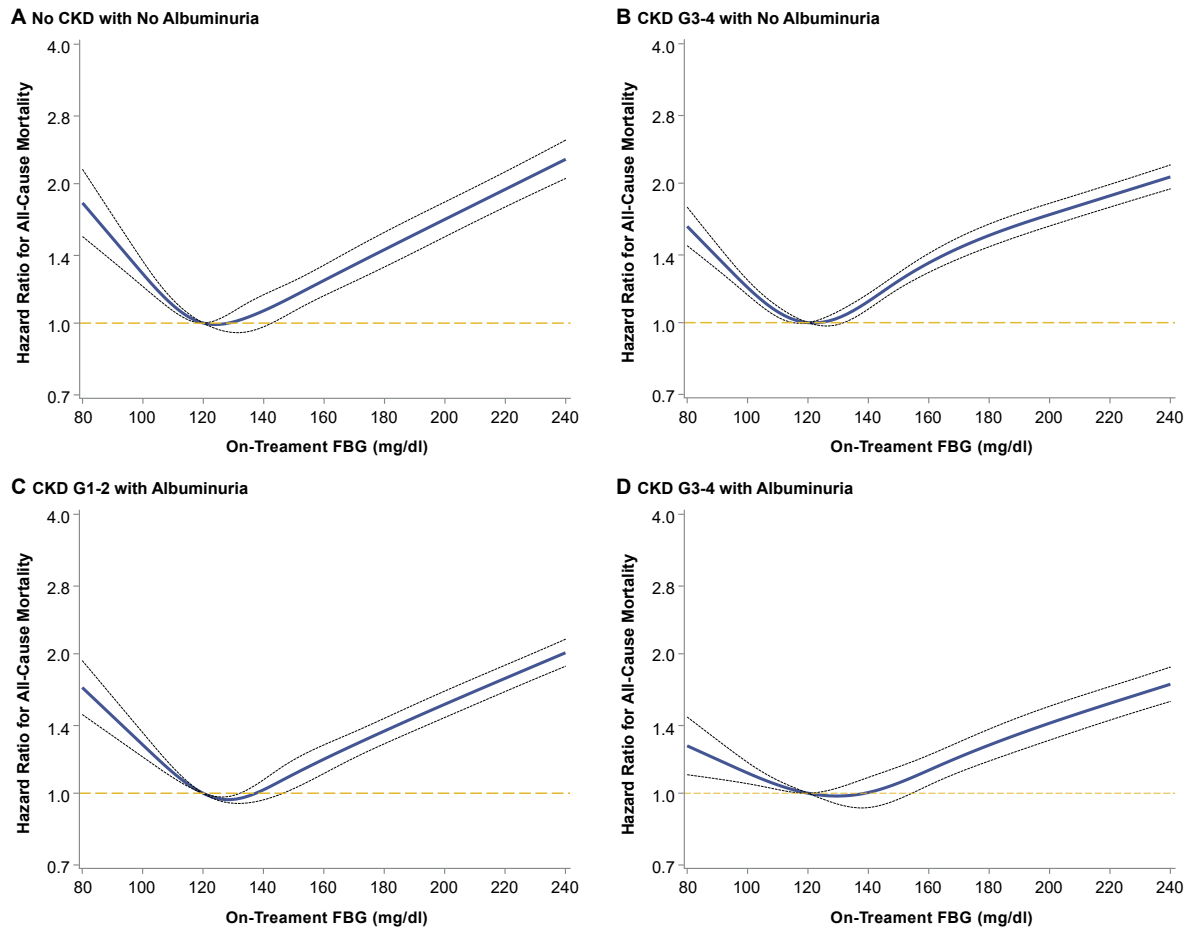 A No CKD with No Albuminuria
Hazard Ratio for All-Cause Mortality
4.0
2.8
2.0
1.4
1.0
0.7
80 100 120 140 160 180 200 220 240
On-Treament FBG (mg/dl)
B CKD G3-4 with No Albuminuria
Hazard Ratio for All-Cause Mortality
4.0
2.8
2.0
1.4
1.0
0.7
80 100 120 140 160 180 200 220 240
On-Treament FBG (mg/dl)
C CKD G1-2 with Albuminuria
Hazard Ratio for All-Cause Mortality
4.0
2.8
2.0
1.4
1.0
0.7
80 100 120 140 160 180 200 220 240
On-Treament FBG (mg/dl)
D CKD G3-4 with Albuminuria
Hazard Ratio for All-Cause Mortality
4.0
2.8
2.0
1.4
1.0
0.7
80 100 120 140 160 180 200 220 240
On-Treament FBG (mg/dl)